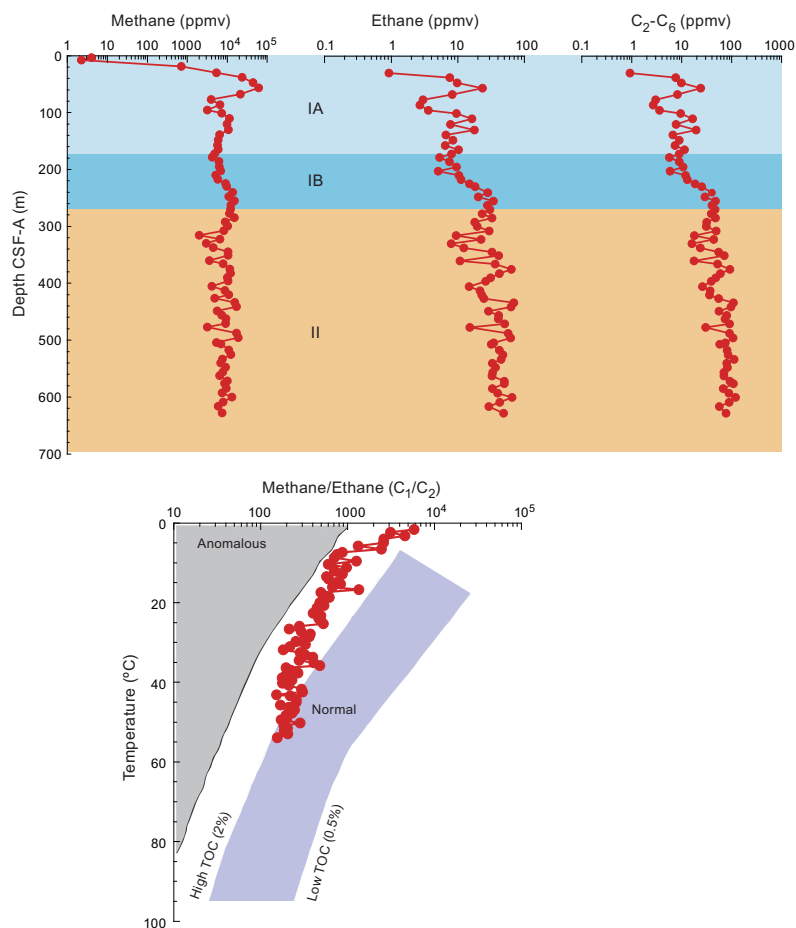 Methane (ppmv) Ethane (ppmv) C2-C6 (ppmv)
1 10 100 1000 10^4 10^5 0.1 1 10 100 0.1 1 10 100 1000
0
100
200
300
400
500
600
700
Depth CSF-A (m)
IA
IB
II
Methane/Ethane (C1/C2)
10 100 1000 10^4 10^5
0
20
40
60
80
100
Temperature (ºC)
Anomalous
Normal
High TOC (2%)
Low TOC (0.5%)